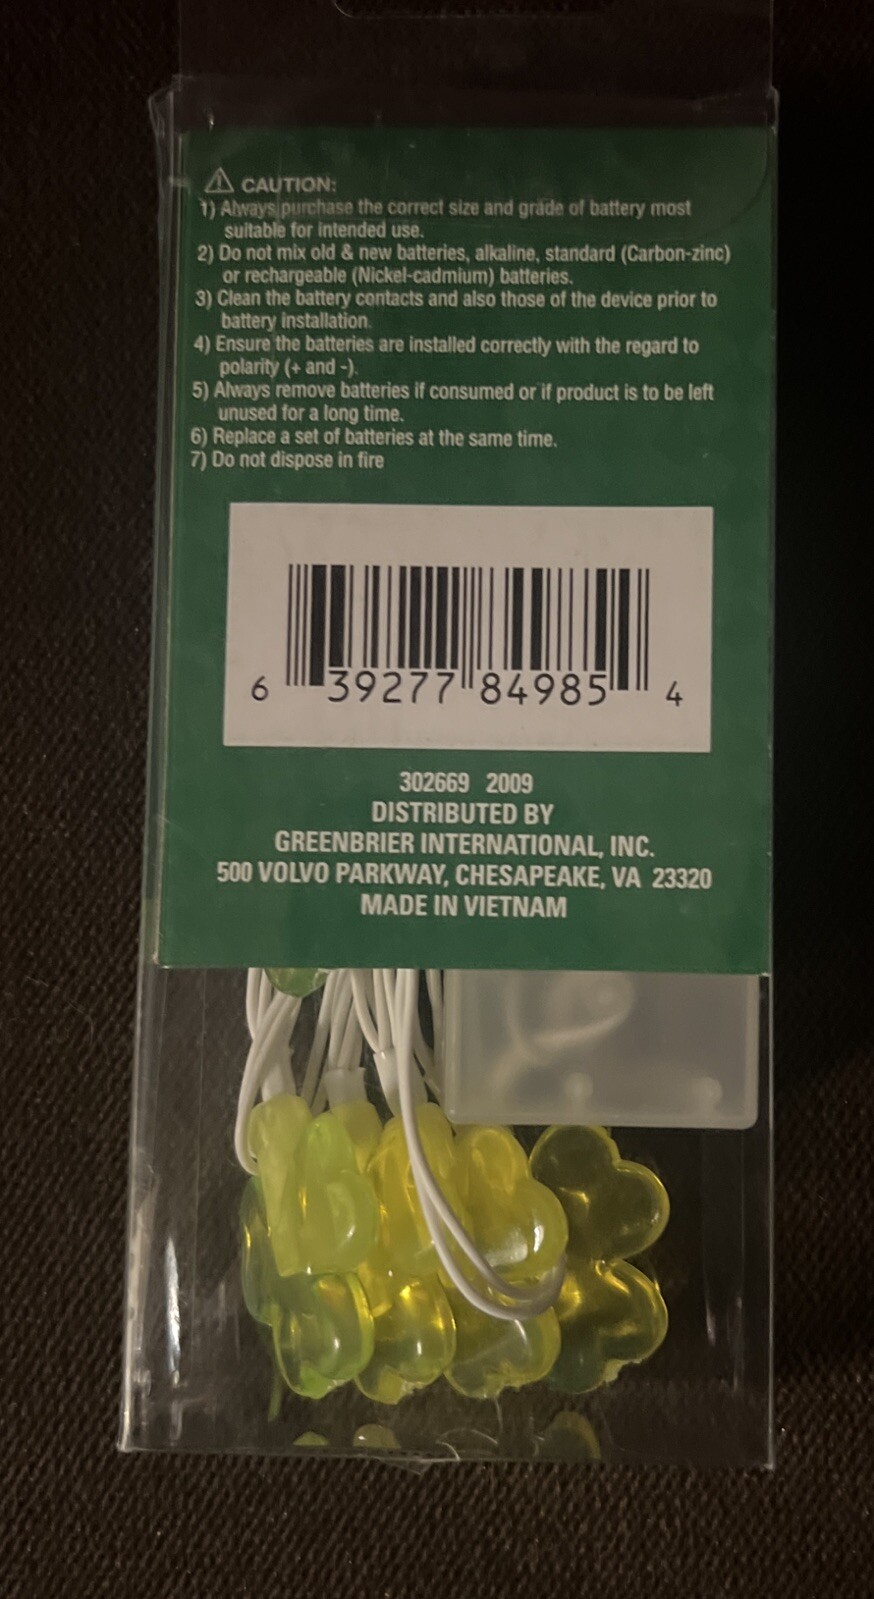 ⚠ CAUTION:
1) Always purchase the correct size and grade of battery most
suitable for intended use.
2) Do not mix old & new batteries, alkaline, standard (Carbon-zinc)
or rechargeable (Nickel-cadmium) batteries.
3) Clean the battery contacts and also those of the device prior to
battery installation.
4) Ensure the batteries are installed correctly with the regard to
polarity (+ and -).
5) Always remove batteries if consumed or if product is to be left
unused for a long time.
6) Replace a set of batteries at the same time.
7) Do not dispose in fire
6 39277 84985 4
302669 2009
DISTRIBUTED BY
GREENBRIER INTERNATIONAL, INC.
500 VOLVO PARKWAY, CHESAPEAKE, VA 23320
MADE IN VIETNAM